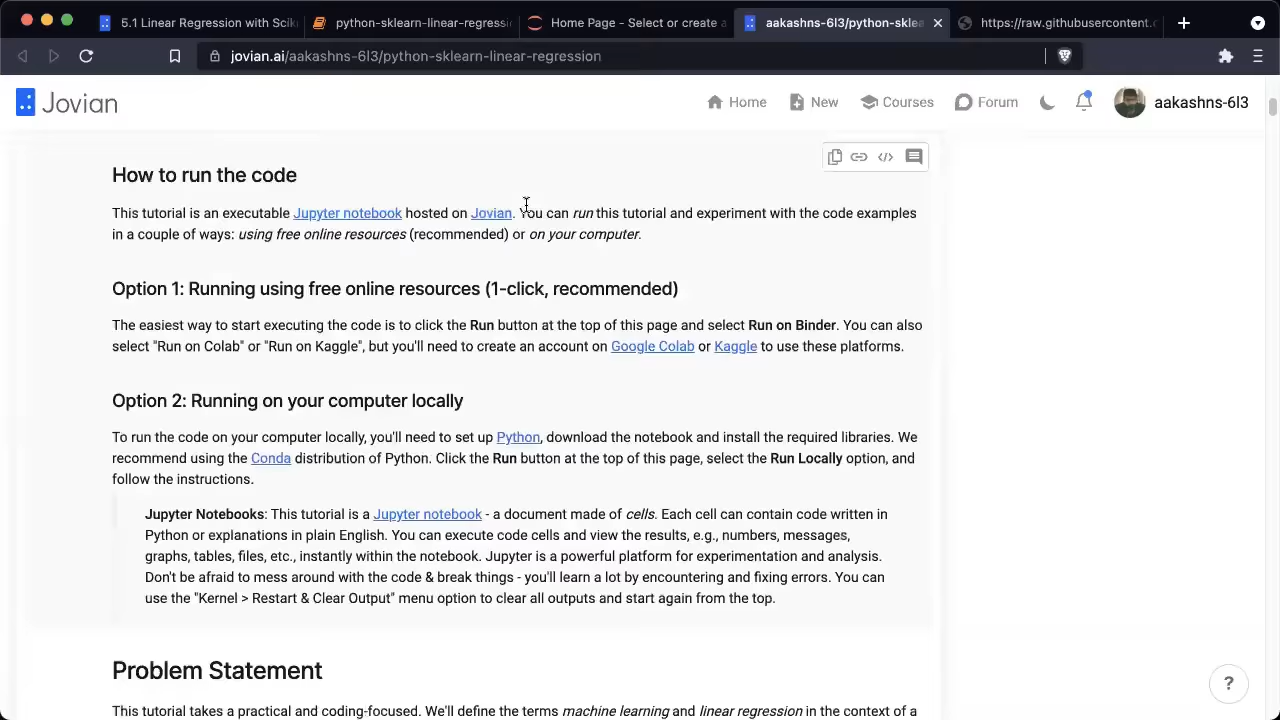 5.1 Linear Regression with Scik
python-sklearn-linear-regressi
Home Page - Select or create a
aakashns-6l3/python-sklea
https://raw.githubusercontent.c
jovian.ai/aakashns-6l3/python-sklearn-linear-regression
Jovian
Home
New
Courses
Forum
aakashns-6l3
How to run the code
This tutorial is an executable Jupyter notebook hosted on Jovian. You can run this tutorial and experiment with the code examples
in a couple of ways: using free online resources (recommended) or on your computer.
Option 1: Running using free online resources (1-click, recommended)
The easiest way to start executing the code is to click the Run button at the top of this page and select Run on Binder. You can also
select "Run on Colab" or "Run on Kaggle", but you'll need to create an account on Google Colab or Kaggle to use these platforms.
Option 2: Running on your computer locally
To run the code on your computer locally, you'll need to set up Python, download the notebook and install the required libraries. We
recommend using the Conda distribution of Python. Click the Run button at the top of this page, select the Run Locally option, and
follow the instructions.
Jupyter Notebooks: This tutorial is a Jupyter notebook - a document made of cells. Each cell can contain code written in
Python or explanations in plain English. You can execute code cells and view the results, e.g., numbers, messages,
graphs, tables, files, etc., instantly within the notebook. Jupyter is a powerful platform for experimentation and analysis.
Don't be afraid to mess around with the code & break things - you'll learn a lot by encountering and fixing errors. You can
use the "Kernel > Restart & Clear Output" menu option to clear all outputs and start again from the top.
Problem Statement
This tutorial takes a practical and coding-focused. We'll define the terms machine learning and linear regression in the context of a
?